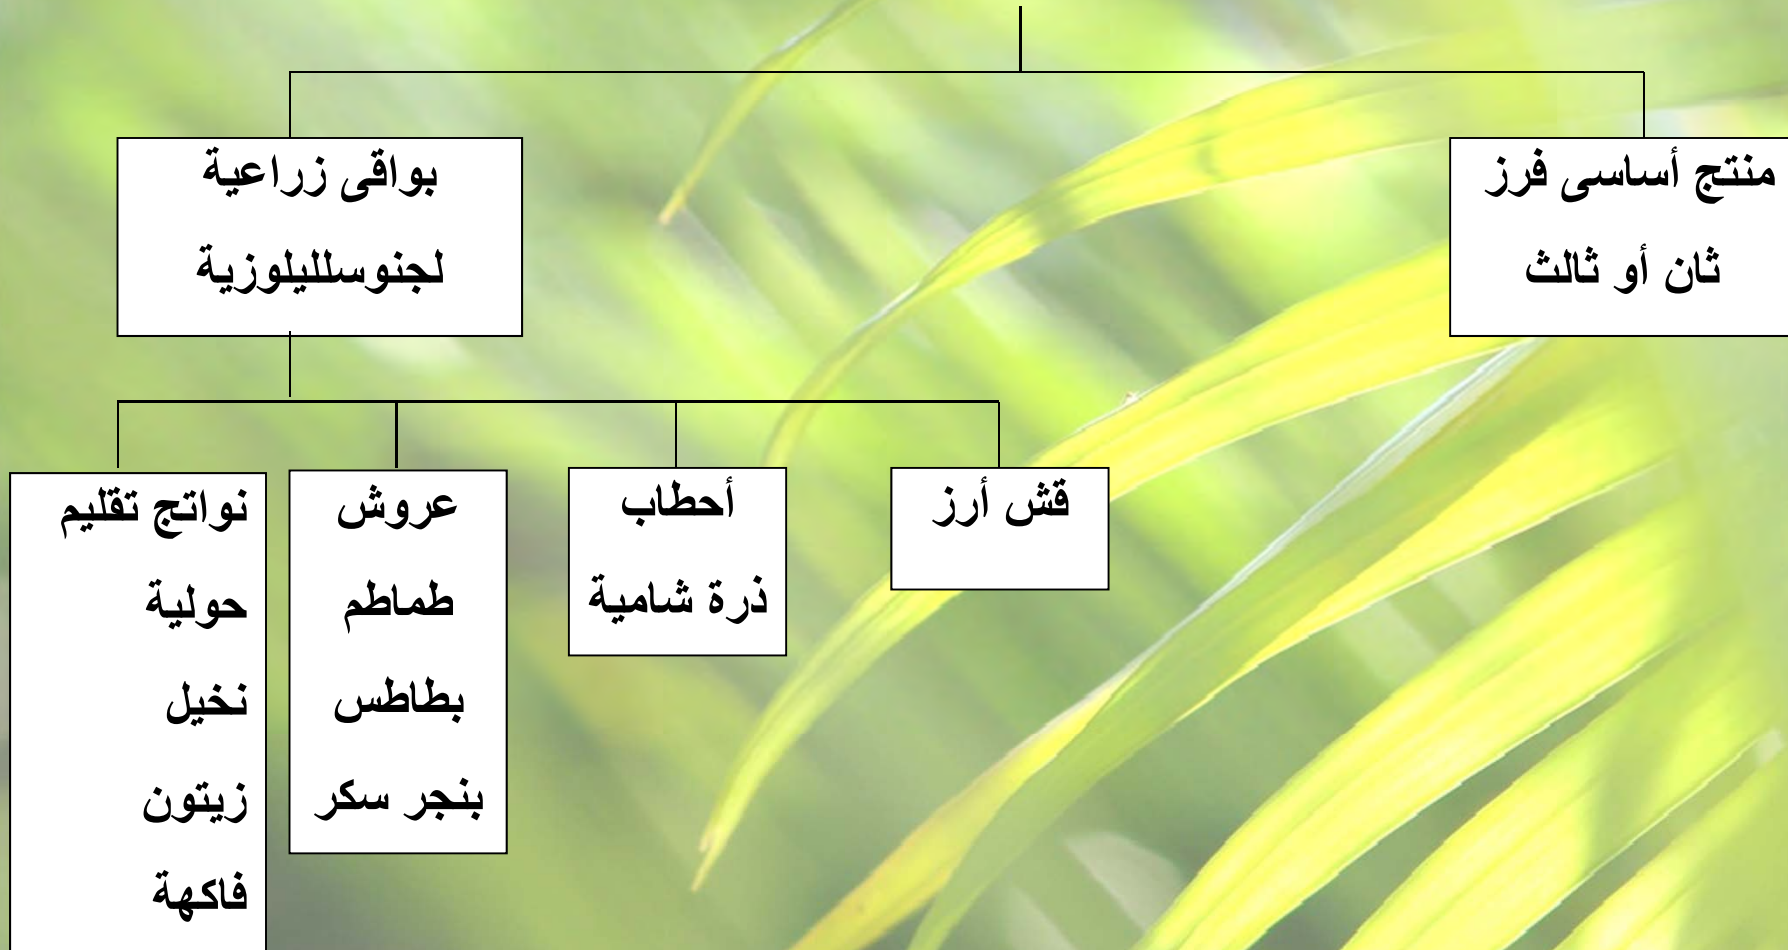 منتج أساسى فرز
ثان أو ثالث
بواقى زراعية
لجنوسلليلوزية
قش أرز
أحطاب
ذرة شامية
عروش
طماطم
بطاطس
بنجر سكر
نواتج تقليم
حولية
نخيل
زيتون
فاكهة